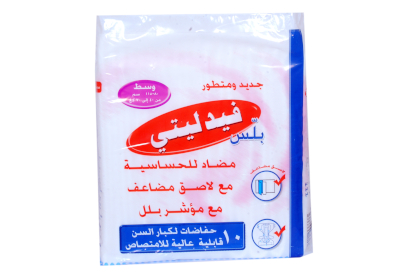 جديد ومتطور
وسط
فيدليتي
بلّس
مضاد للحساسية
مع لاصق مضاعف
مع مؤشر بلل
١٠
حفاضات لكبار السن
قابلية عالية للامتصاص